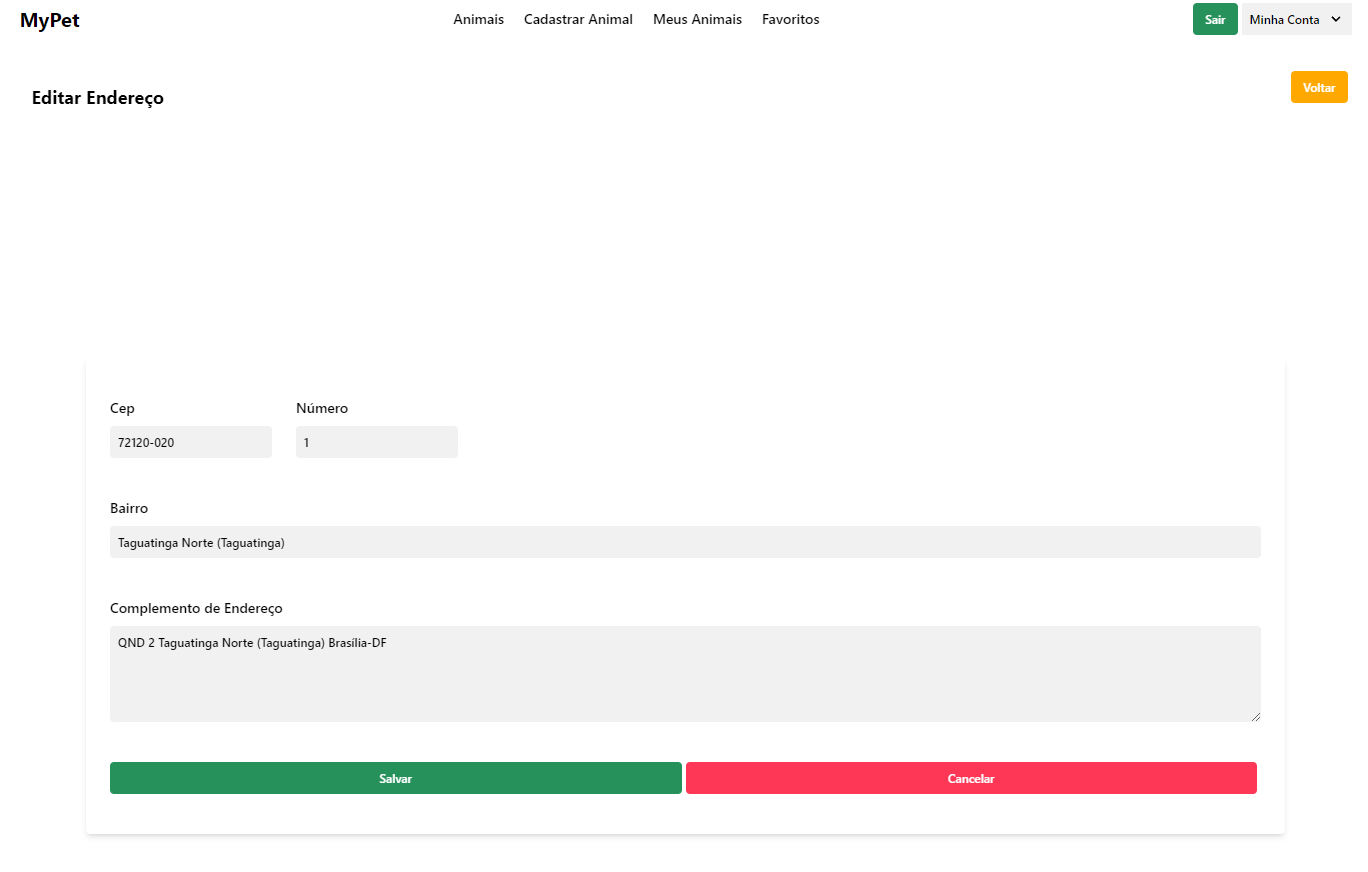 MyPet
Animais
Cadastrar Animal
Meus Animais
Favoritos
Sair
Minha Conta
Editar Endereço
Voltar
Cep
Número
72120-020
1
Bairro
Taguatinga Norte (Taguatinga)
Complemento de Endereço
QND 2 Taguatinga Norte (Taguatinga) Brasília-DF
Salvar
Cancelar